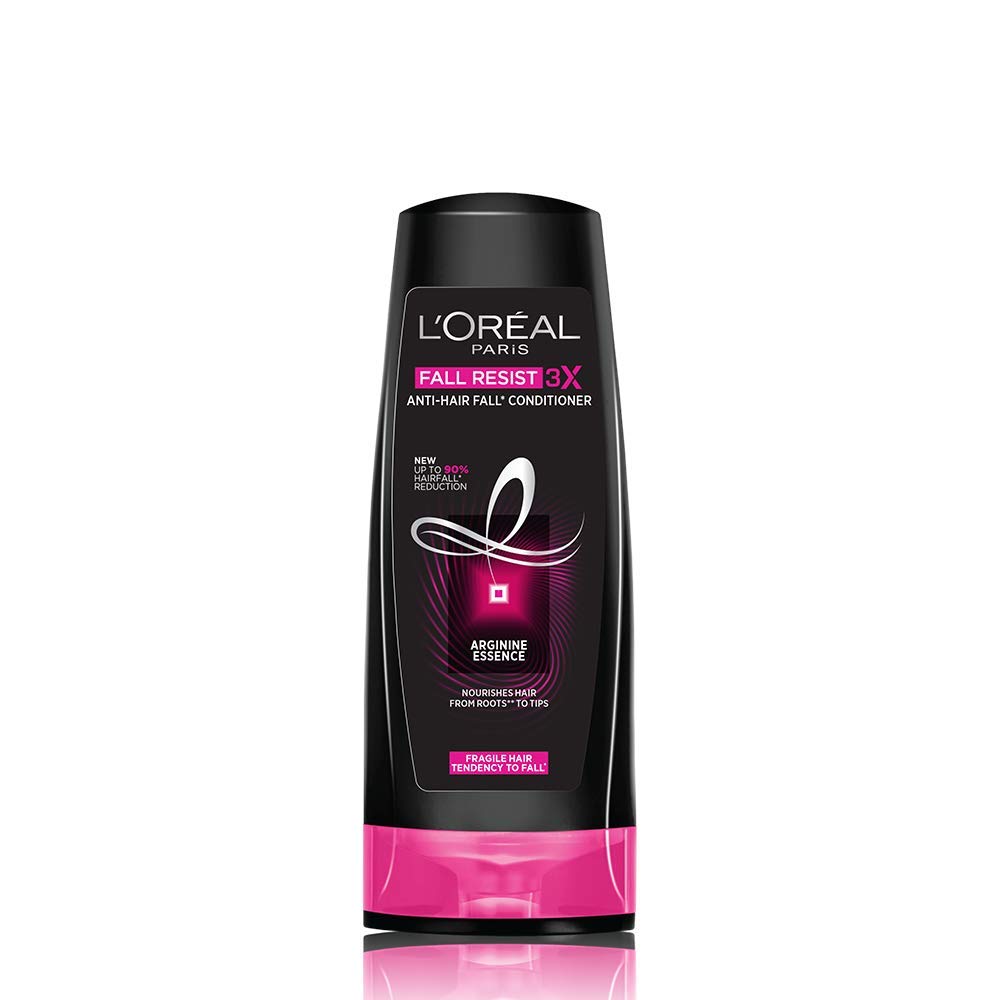 L'ORÉAL
PARiS
FALL RESIST 3X
ANTI-HAIR FALL* CONDITIONER
NEW
UP TO 90%
HAIRFALL*
REDUCTION
ARGININE
ESSENCE
NOURISHES HAIR
FROM ROOTS** TO TIPS
FRAGILE HAIR
TENDENCY TO FALL*